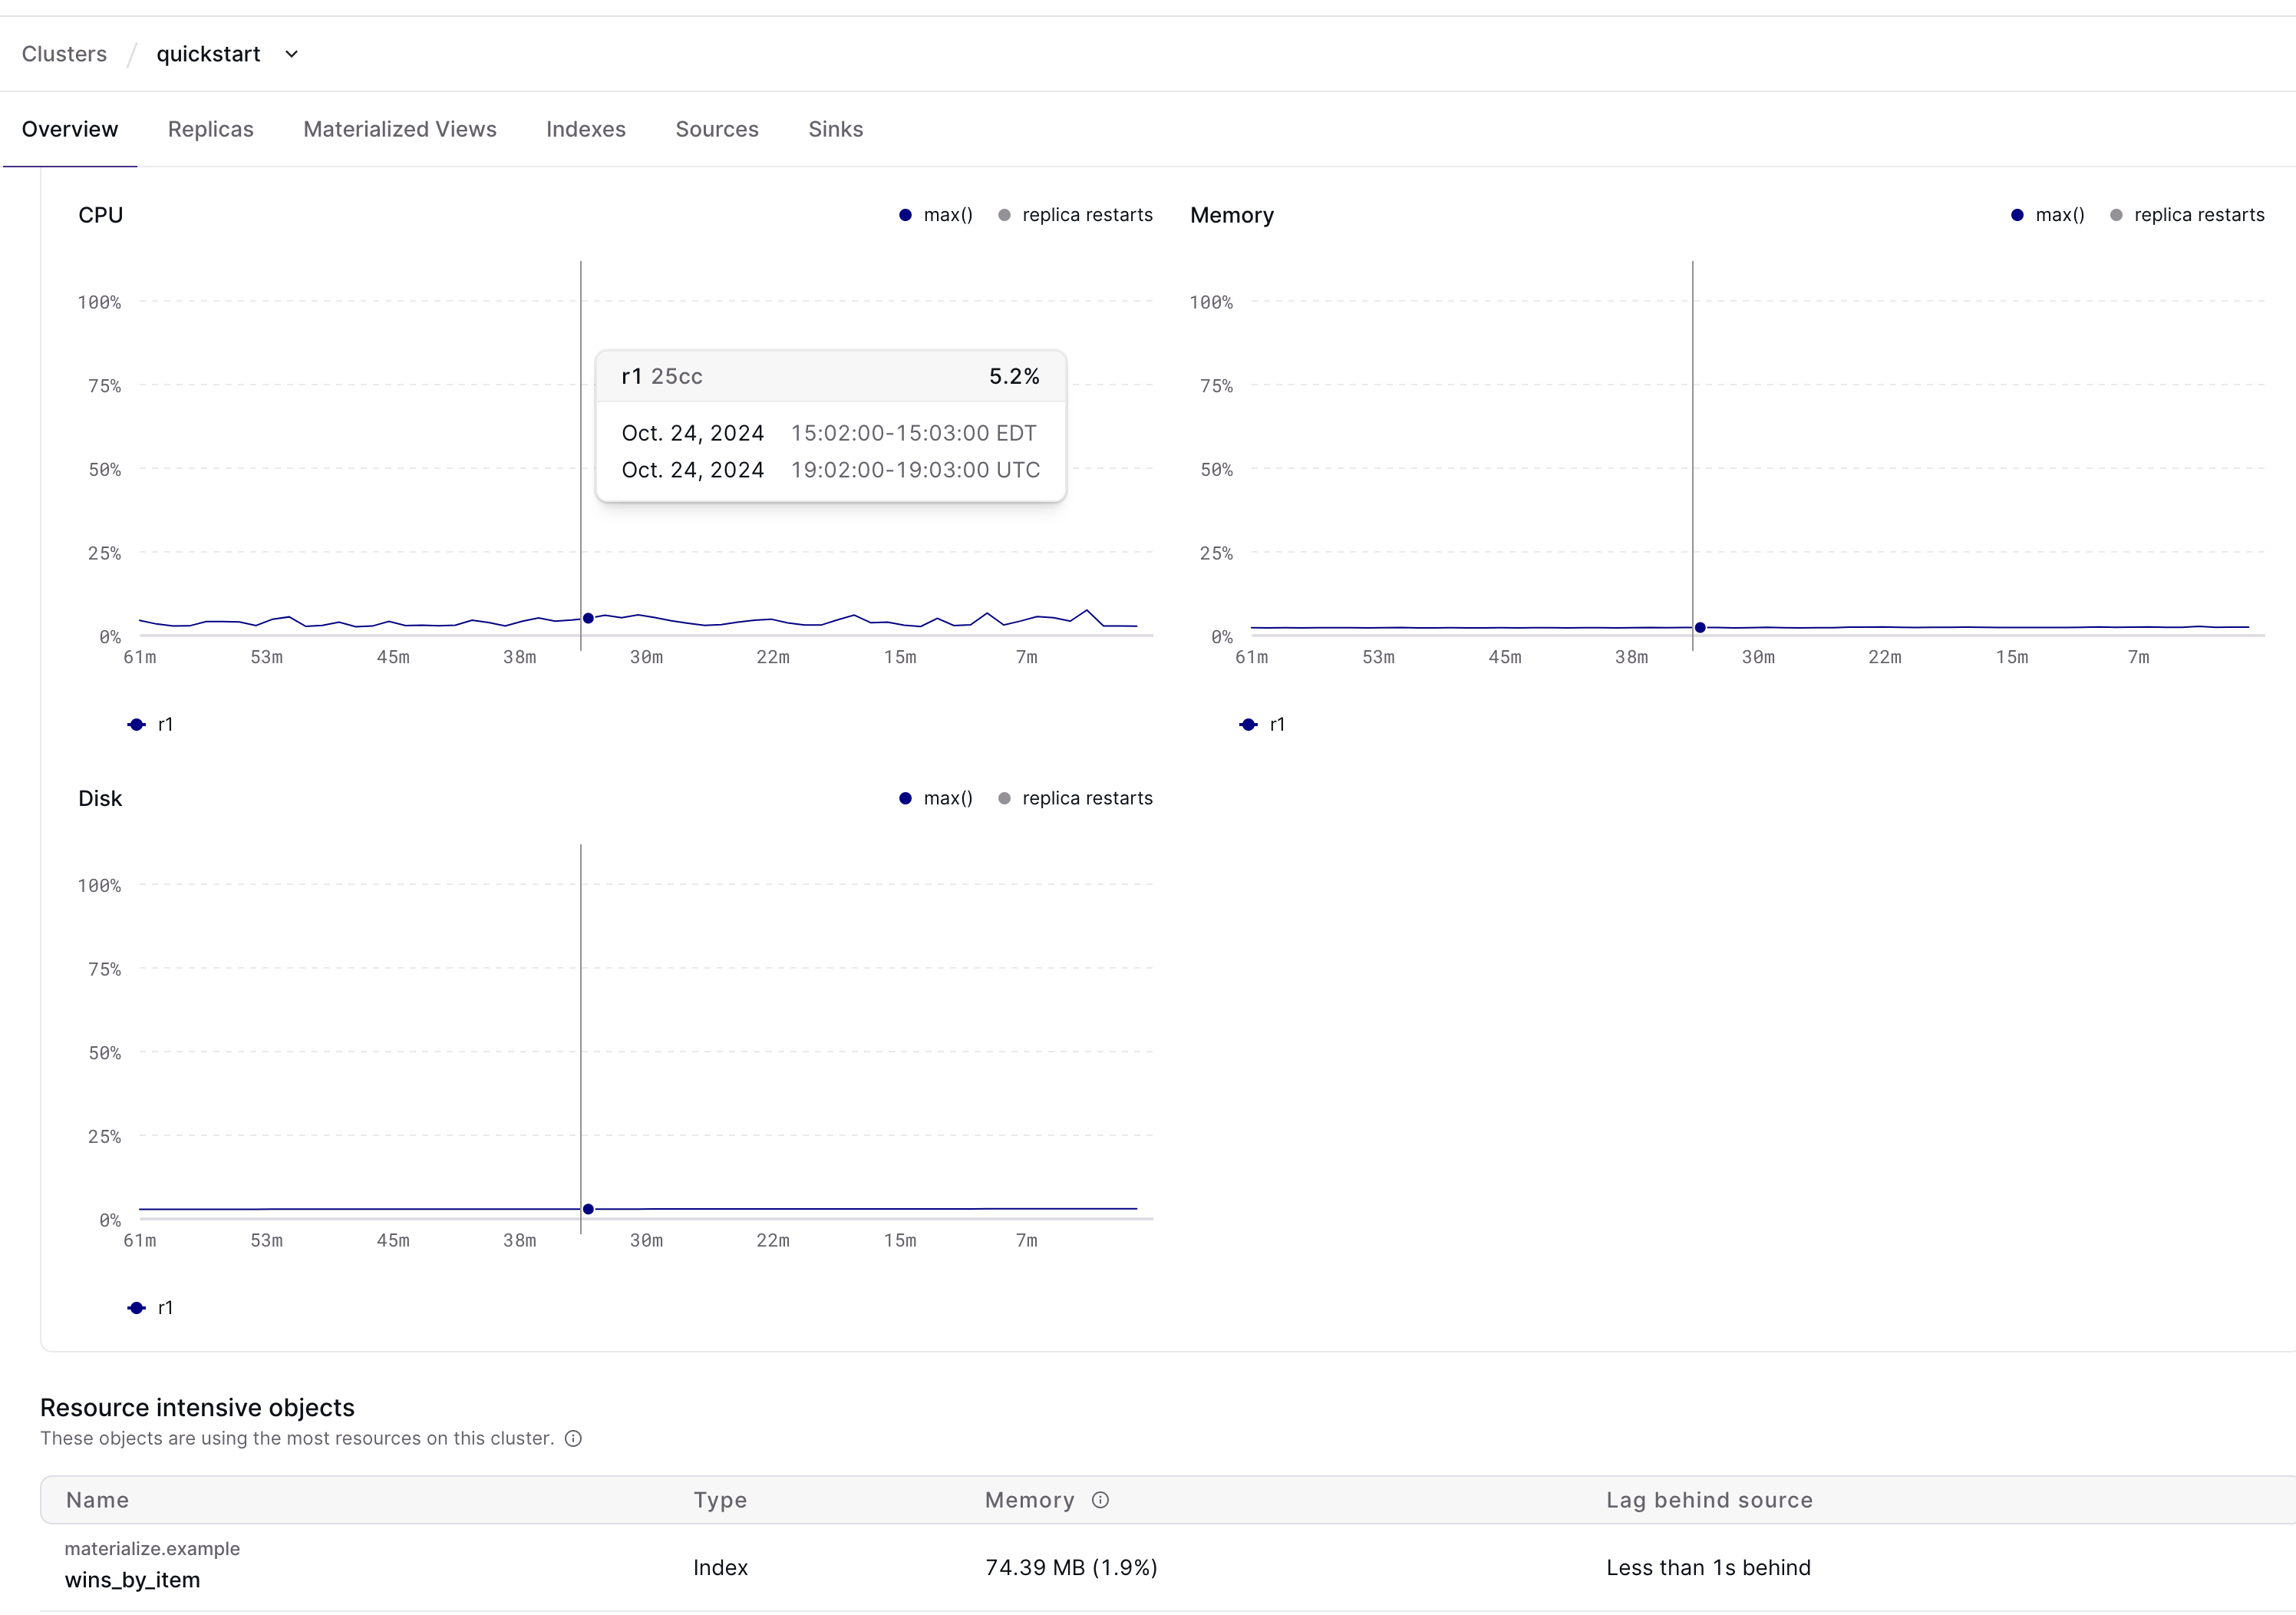 Clusters / quickstart
Overview Replicas Materialized Views Indexes Sources Sinks
CPU max() replica restarts
100%
75%
50%
25%
0%
r1 25cc 5.2%
Oct. 24, 2024 15:02:00-15:03:00 EDT
Oct. 24, 2024 19:02:00-19:03:00 UTC
61m 53m 45m 38m 30m 22m 15m 7m
r1
Memory max() replica restarts
100%
75%
50%
25%
0%
61m 53m 45m 38m 30m 22m 15m 7m
r1
Disk max() replica restarts
100%
75%
50%
25%
0%
61m 53m 45m 38m 30m 22m 15m 7m
r1
Resource intensive objects
These objects are using the most resources on this cluster.
Name Type Memory Lag behind source
materialize.example
wins_by_item Index 74.39 MB (1.9%) Less than 1s behind